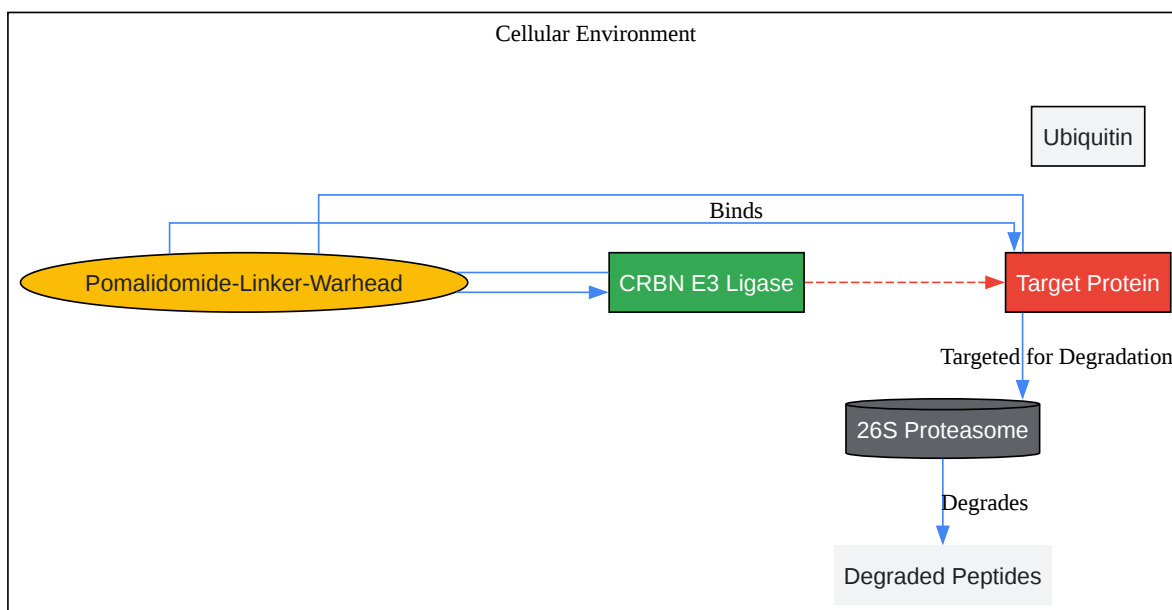 Cellular Environment
Ubiquitin
Binds
Pomalidomide-Linker-Warhead
CRBN E3 Ligase
Target Protein
Targeted for Degradation
26S Proteasome
Degrades
Degraded Peptides